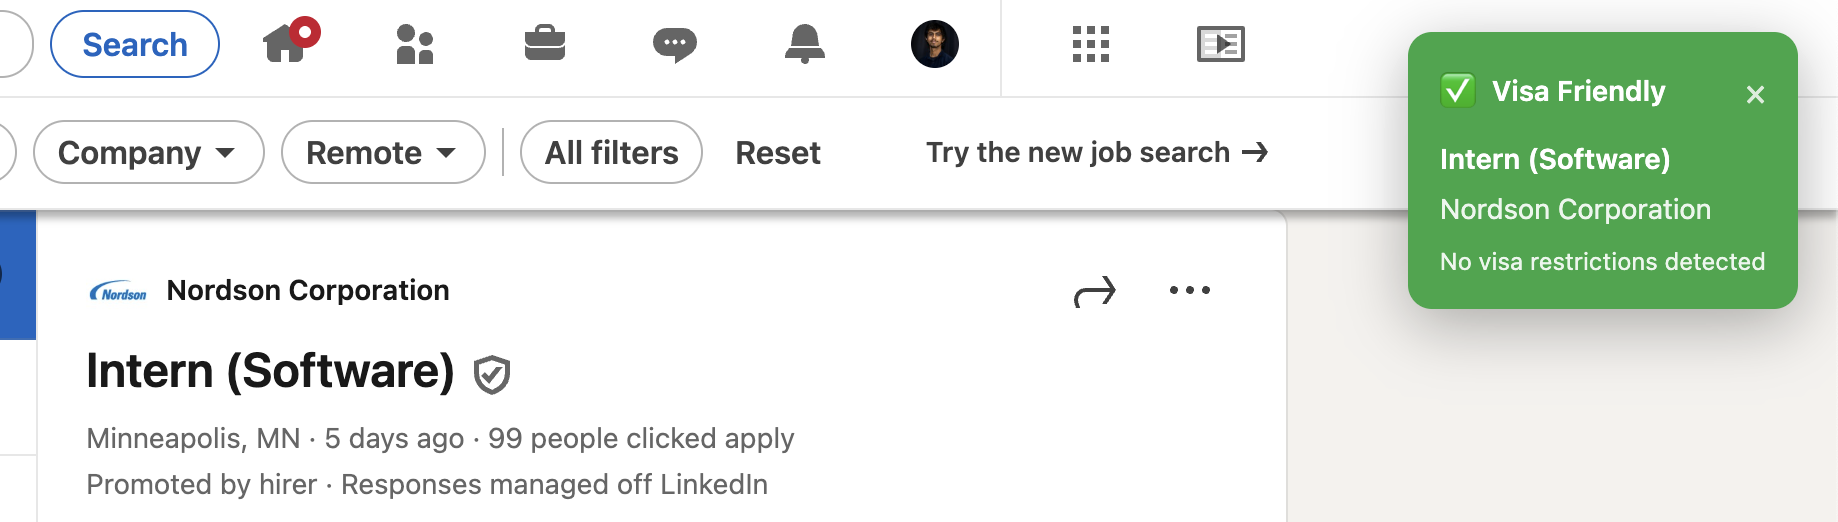 Search
Company
Remote
All filters
Reset
Try the new job search →
✅ Visa Friendly ×
Intern (Software)
Nordson Corporation
No visa restrictions detected
Nordson
Nordson Corporation
Intern (Software)
Minneapolis, MN · 5 days ago · 99 people clicked apply
Promoted by hirer · Responses managed off LinkedIn